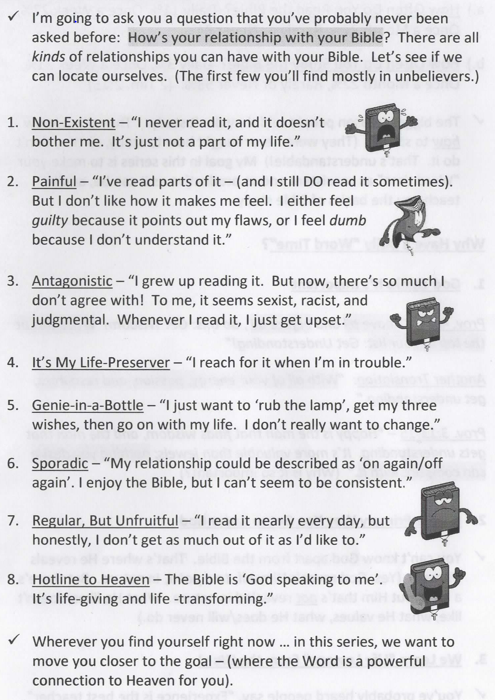 ✓ I'm going to ask you a question that you've probably never been
asked before: How's your relationship with your Bible? There are all
kinds of relationships you can have with your Bible. Let's see if we
can locate ourselves. (The first few you'll find mostly in unbelievers.)
1. Non-Existent – "I never read it, and it doesn't
bother me. It's just not a part of my life."
2. Painful – "I've read parts of it – (and I still DO read it sometimes).
But I don't like how it makes me feel. I either feel
guilty because it points out my flaws, or I feel dumb
because I don't understand it."
3. Antagonistic – "I grew up reading it. But now, there's so much I
don't agree with! To me, it seems sexist, racist, and
judgmental. Whenever I read it, I just get upset."
4. It's My Life-Preserver – "I reach for it when I'm in trouble."
5. Genie-in-a-Bottle – "I just want to 'rub the lamp', get my three
wishes, then go on with my life. I don't really want to change."
6. Sporadic – "My relationship could be described as 'on again/off
again'. I enjoy the Bible, but I can't seem to be consistent."
7. Regular, But Unfruitful – "I read it nearly every day, but
honestly, I don't get as much out of it as I'd like to."
8. Hotline to Heaven – The Bible is 'God speaking to me'.
It's life-giving and life -transforming."
✓ Wherever you find yourself right now ... in this series, we want to
move you closer to the goal – (where the Word is a powerful
connection to Heaven for you).